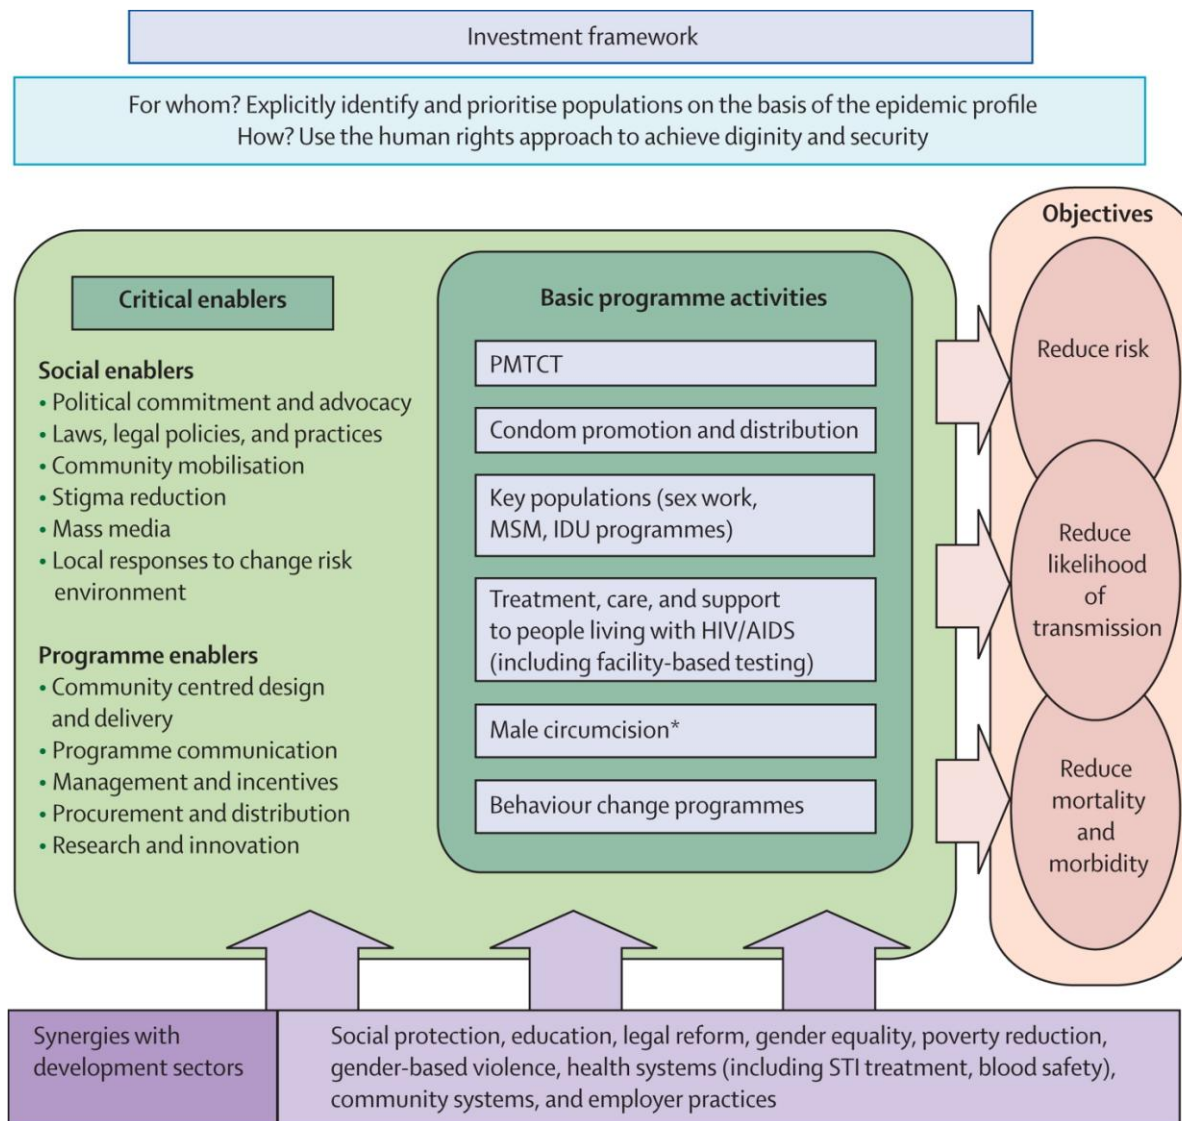 Investment framework
For whom? Explicitly identify and prioritise populations on the basis of the epidemic profile
How? Use the human rights approach to achieve diginity and security
Critical enablers
Social enablers
• Political commitment and advocacy
• Laws, legal policies, and practices
• Community mobilisation
• Stigma reduction
• Mass media
• Local responses to change risk
environment
Programme enablers
• Community centred design
and delivery
• Programme communication
• Management and incentives
• Procurement and distribution
• Research and innovation
Basic programme activities
PMTCT
Condom promotion and distribution
Key populations (sex work,
MSM, IDU programmes)
Treatment, care, and support
to people living with HIV/AIDS
(including facility-based testing)
Male circumcision*
Behaviour change programmes
Objectives
Reduce risk
Reduce
likelihood
of
transmission
Reduce
mortality
and
morbidity
Synergies with
development sectors
Social protection, education, legal reform, gender equality, poverty reduction,
gender-based violence, health systems (including STI treatment, blood safety),
community systems, and employer practices